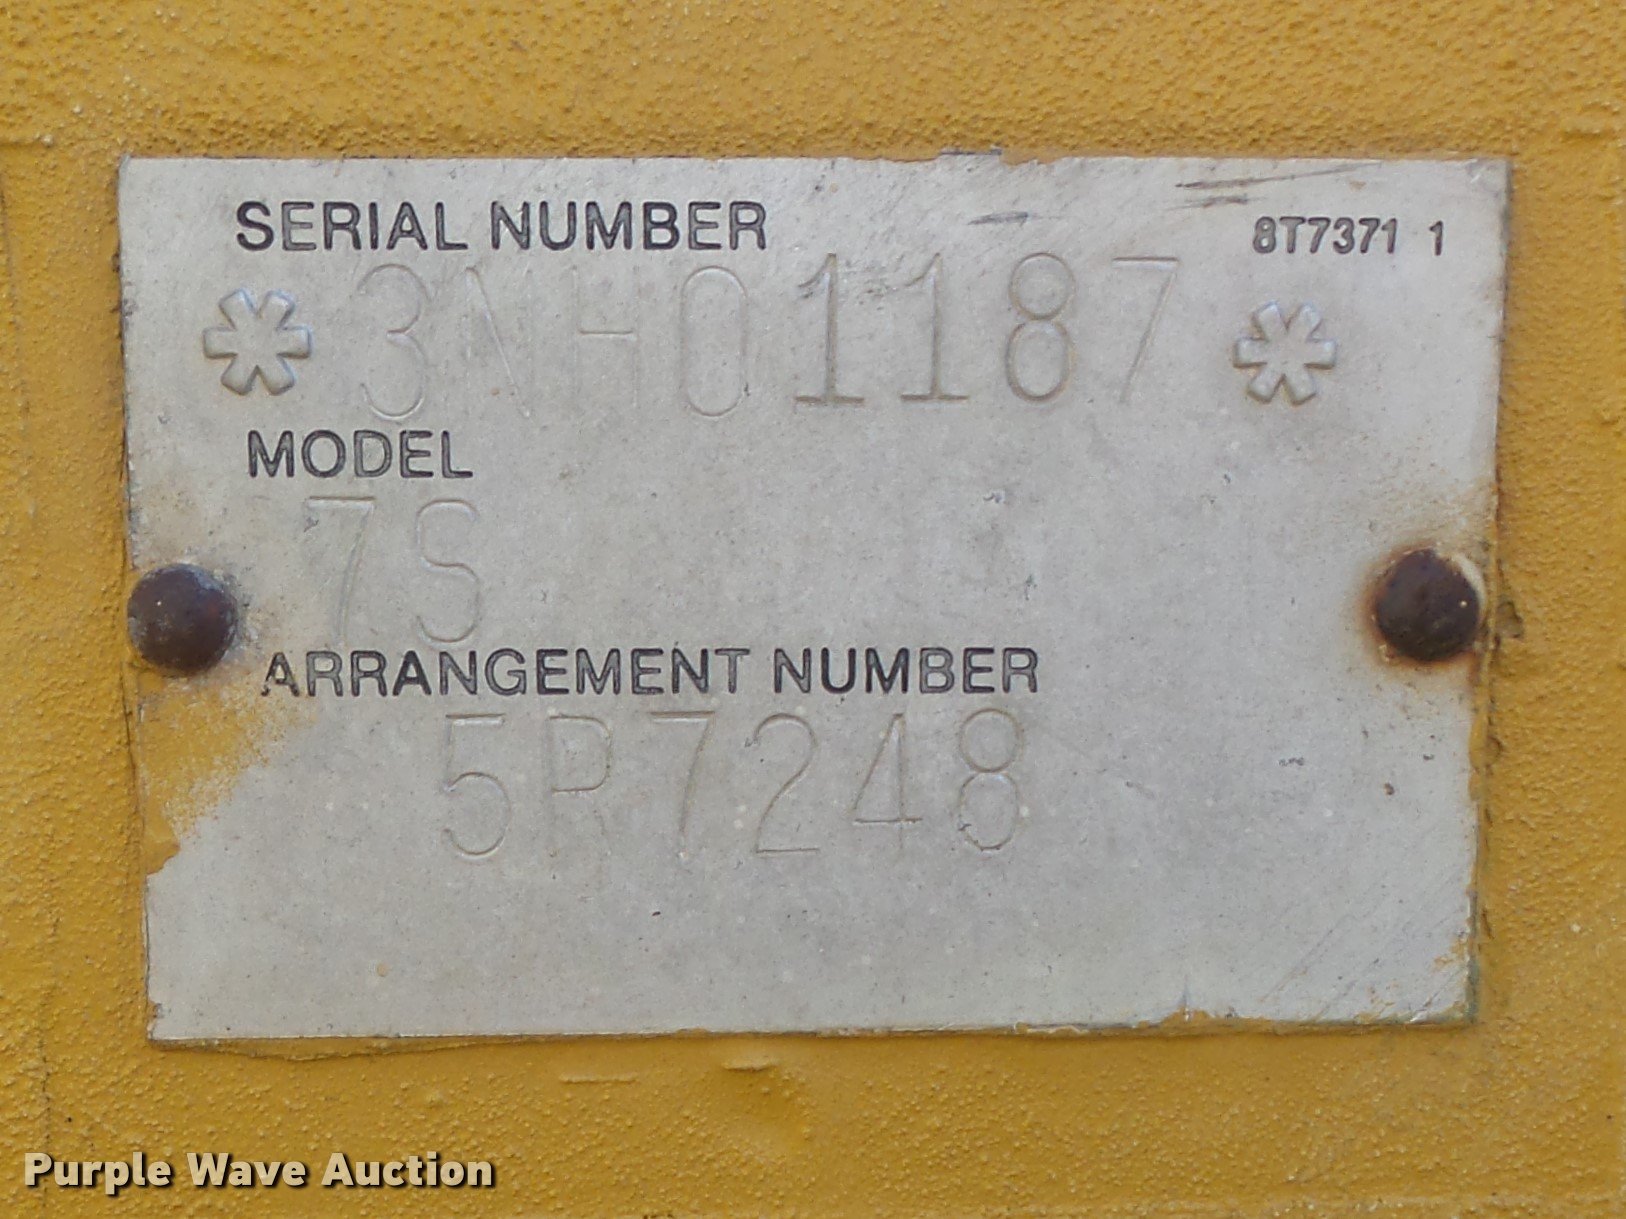 SERIAL NUMBER 8T7371 1
*3NH01187*
MODEL
7S
ARRANGEMENT NUMBER
5R7248
Purple Wave Auction